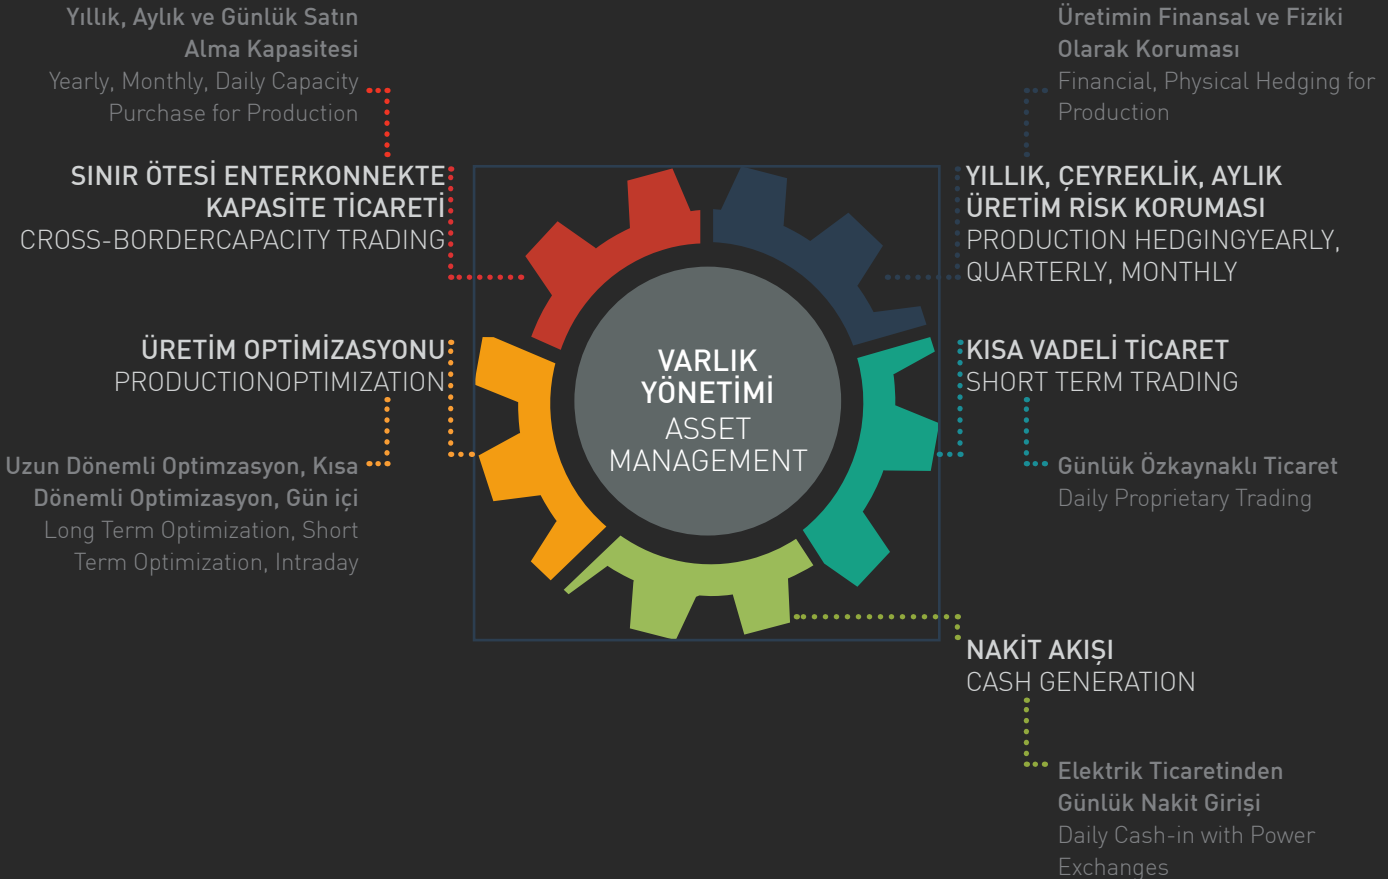 Yıllık, Aylık ve Günlük Satın
Alma Kapasitesi
Yearly, Monthly, Daily Capacity
Purchase for Production
SINIR ÖTESİ ENTERKONNEKTE
KAPASİTE TİCARETİ
CROSS-BORDERCAPACITY TRADING
ÜRETİM OPTİMİZASYONU
PRODUCTIONOPTIMIZATION
Uzun Dönemli Optimzasyon, Kısa
Dönemli Optimizasyon, Gün içi
Long Term Optimization, Short
Term Optimization, Intraday
VARLIK
YÖNETİMİ
ASSET
MANAGEMENT
Üretimin Finansal ve Fiziki
Olarak Koruması
Financial, Physical Hedging for
Production
YILLIK, ÇEYREKLİK, AYLIK
ÜRETİM RİSK KORUMASI
PRODUCTION HEDGINGYEARLY,
QUARTERLY, MONTHLY
KISA VADELİ TİCARET
SHORT TERM TRADING
Günlük Özkaynaklı Ticaret
Daily Proprietary Trading
NAKİT AKIŞI
CASH GENERATION
Elektrik Ticaretinden
Günlük Nakit Girişi
Daily Cash-in with Power
Exchanges